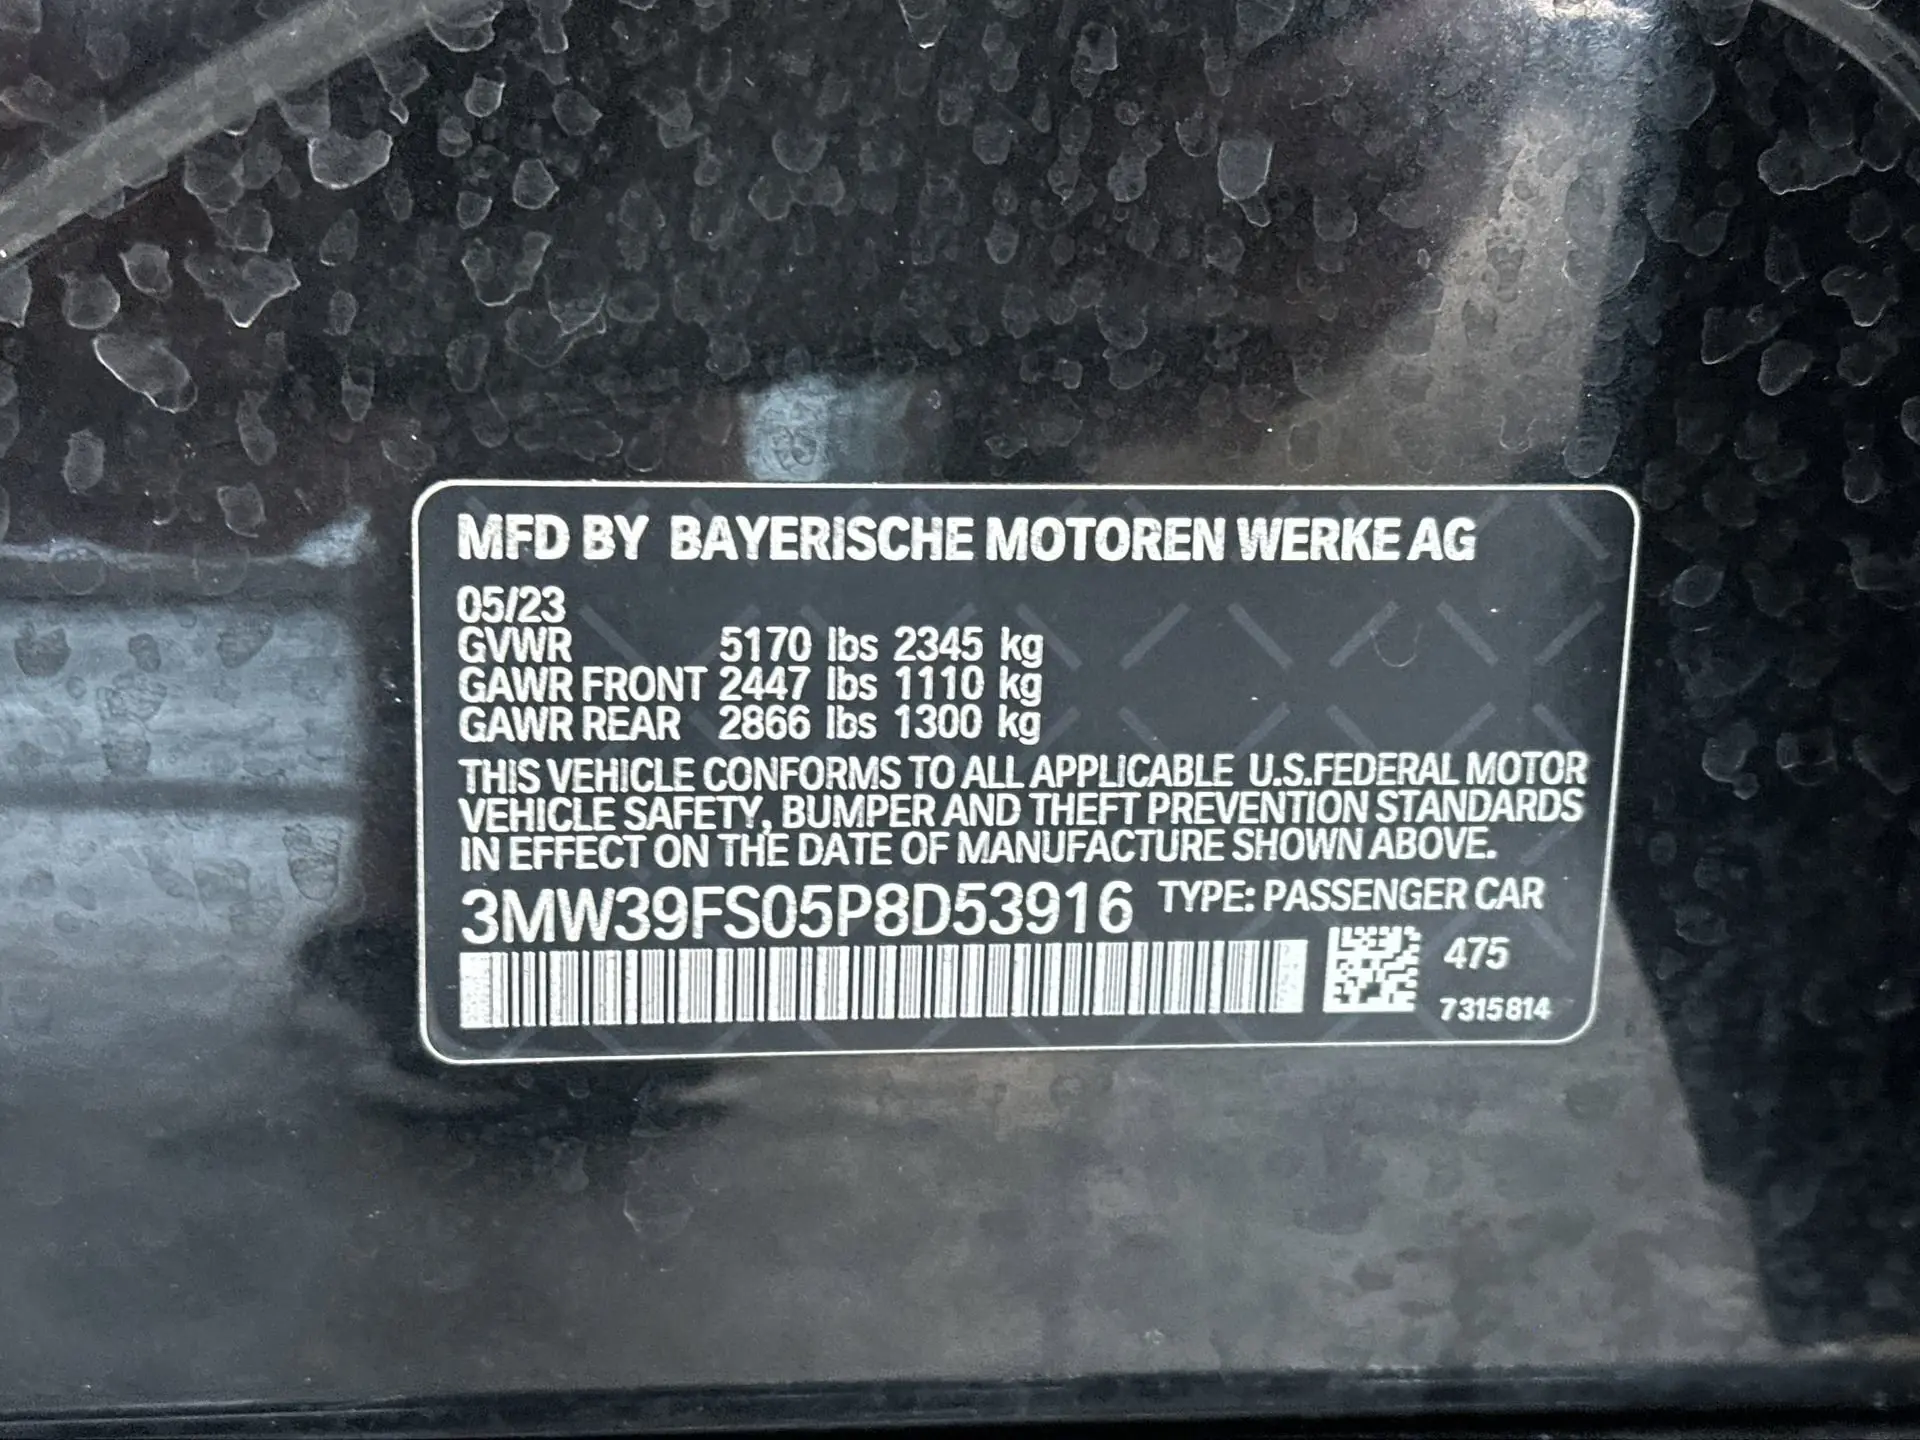 MFD BY BAYERISCHE MOTOREN WERKE AG
05/23
GVWR 5170 lbs 2345 kg
GAWR FRONT 2447 lbs 1110 kg
GAWR REAR 2866 lbs 1300 kg
THIS VEHICLE CONFORMS TO ALL APPLICABLE U.S.FEDERAL MOTOR
VEHICLE SAFETY, BUMPER AND THEFT PREVENTION STANDARDS
IN EFFECT ON THE DATE OF MANUFACTURE SHOWN ABOVE.
3MW39FS05P8D53916 TYPE: PASSENGER CAR
475
7315814